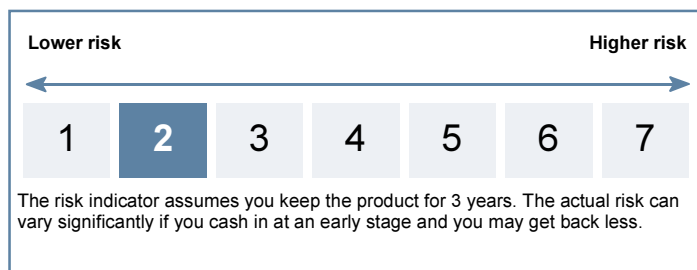 Lower risk Higher risk
1 2 3 4 5 6 7
The risk indicator assumes you keep the product for 3 years. The actual risk can
vary significantly if you cash in at an early stage and you may get back less.